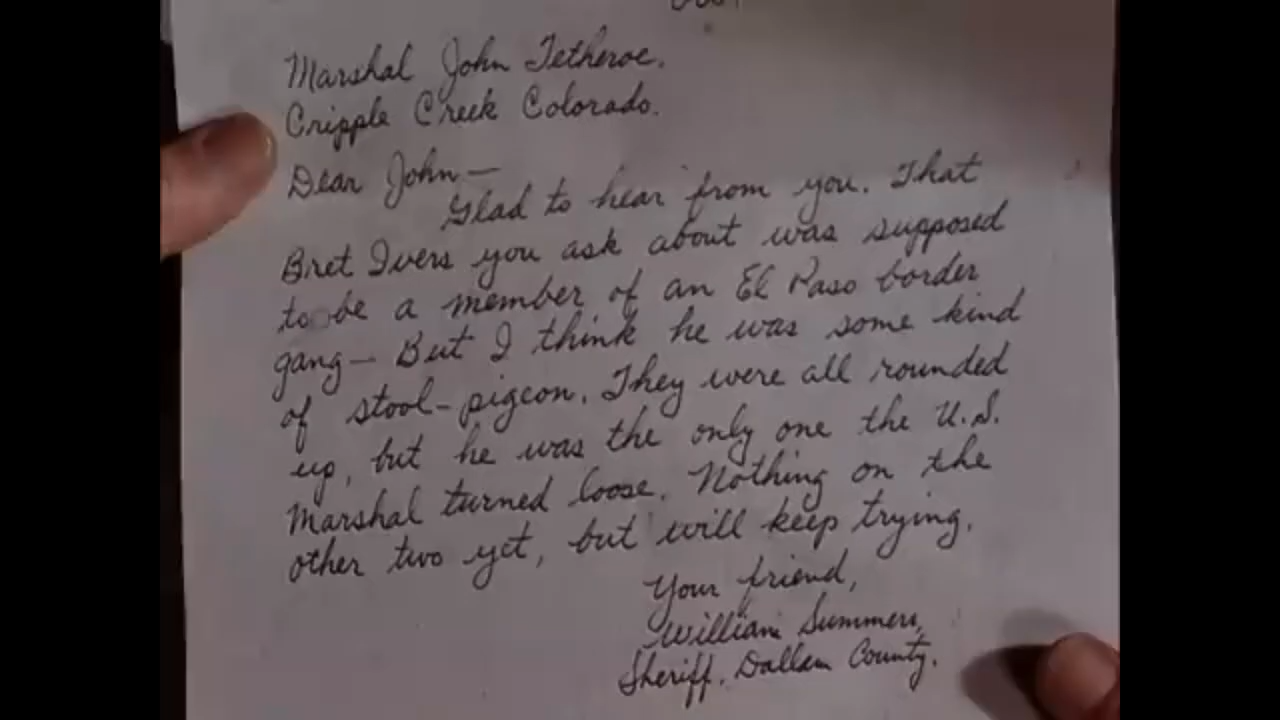 Marshal John Tetheroe.
Cripple Creek Colorado.
Dear John—
Glad to hear from you. That
Bret Ivers you ask about was supposed
to be a member of an El Paso border
gang— But I think he was some kind
of stool-pigeon. They were all rounded
up, but he was the only one the U.S.
Marshal turned loose. Nothing on the
other two yet, but will keep trying.
Your friend,
William Summers,
Sheriff, Dallam County.